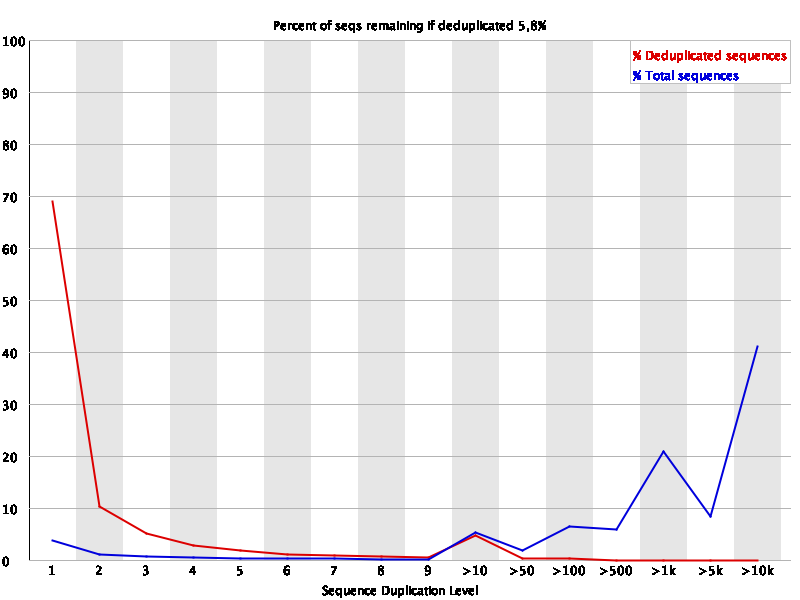 Percent of seqs remaining if deduplicated 5,8%
% Deduplicated sequences
% Total sequences
100
90
80
70
60
50
40
30
20
10
0
1 2 3 4 5 6 7 8 9 >10 >50 >100 >500 >1k >5k >10k
Sequence Duplication Level